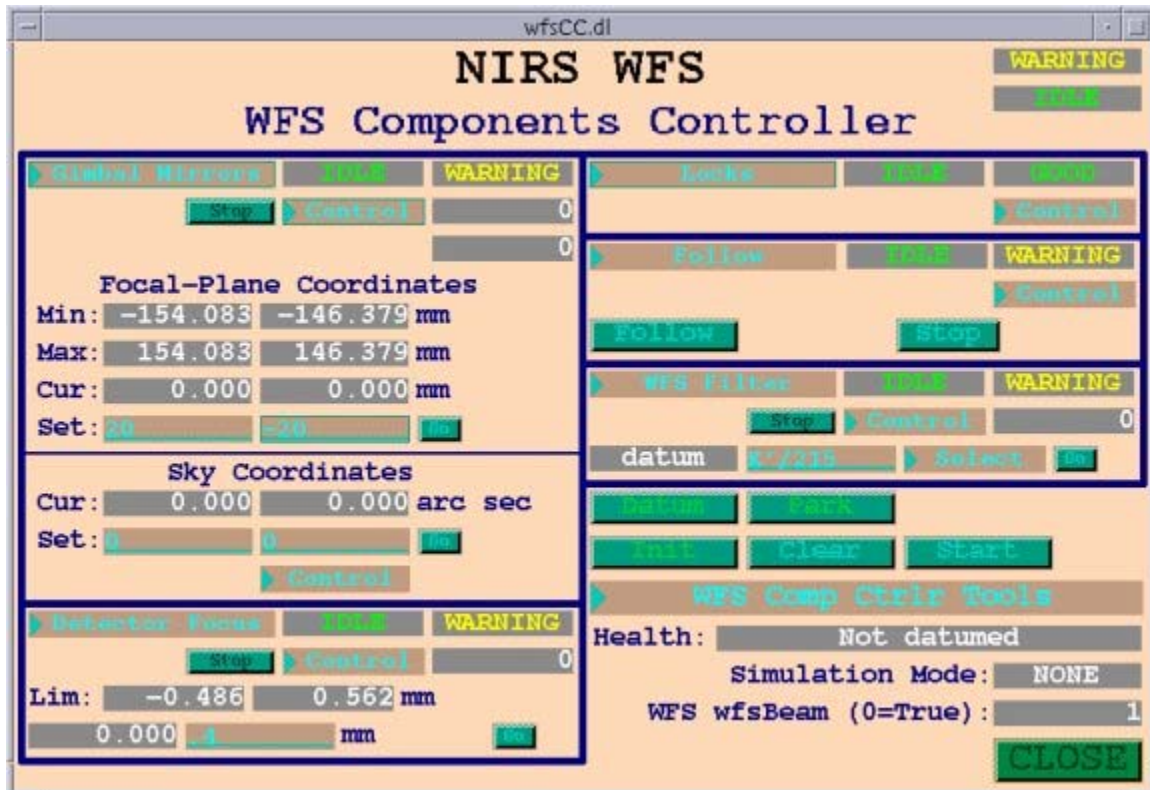 wfsCC.dl
NIRS WFS
WARNING
IDLE
WFS Components Controller
Gimbal Mirrors IDLE WARNING
Stop Control 0
0
Focal-Plane Coordinates
Min: -154.083 -146.379 mm
Max: 154.083 146.379 mm
Cur: 0.000 0.000 mm
Set: 20 -20 Go
Sky Coordinates
Cur: 0.000 0.000 arc sec
Set: 0 0 Go
Control
Detector Focus IDLE WARNING
Stop Control 0
Lim: -0.486 0.562 mm
0.000 .4 mm Go
Locks IDLE GOOD
Control
Follow IDLE WARNING
Control
Follow Stop
WFS Filter IDLE WARNING
Stop Control 0
datum K'/215 Select Go
Datum Park
Init Clear Start
WFS Comp Ctrlr Tools
Health: Not datumed
Simulation Mode: NONE
WFS wfsBeam (0=True): 1
CLOSE